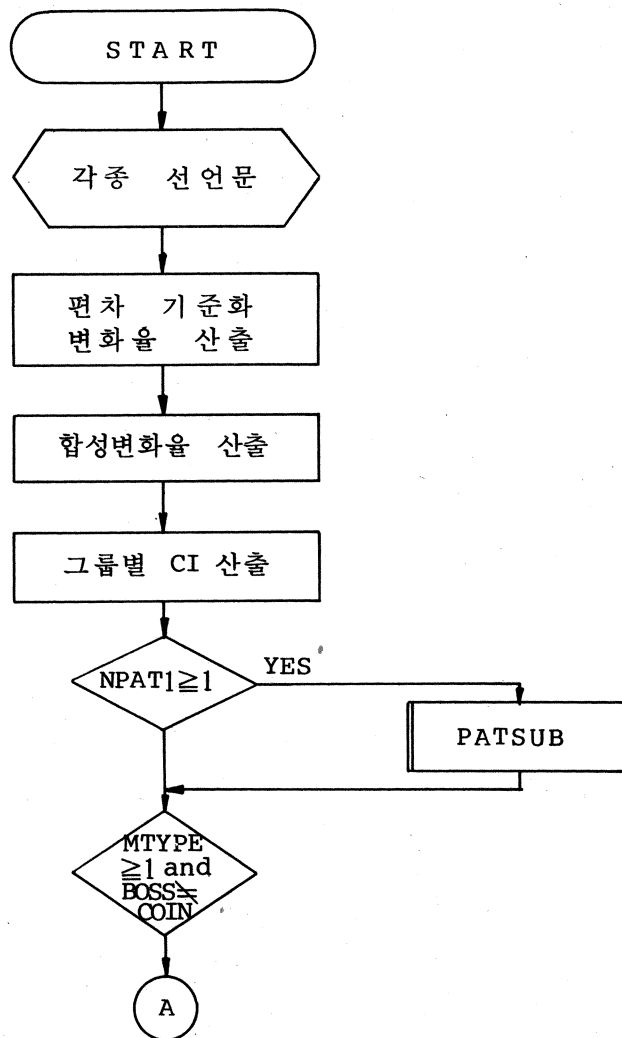 START
각종 선언문
편차 기준화
변화율 산출
합성변화율 산출
그룹별 CI 산출
NPAT1≧1
YES
PATSUB
MTYPE
≧1 and
BOSS≠
COIN
A